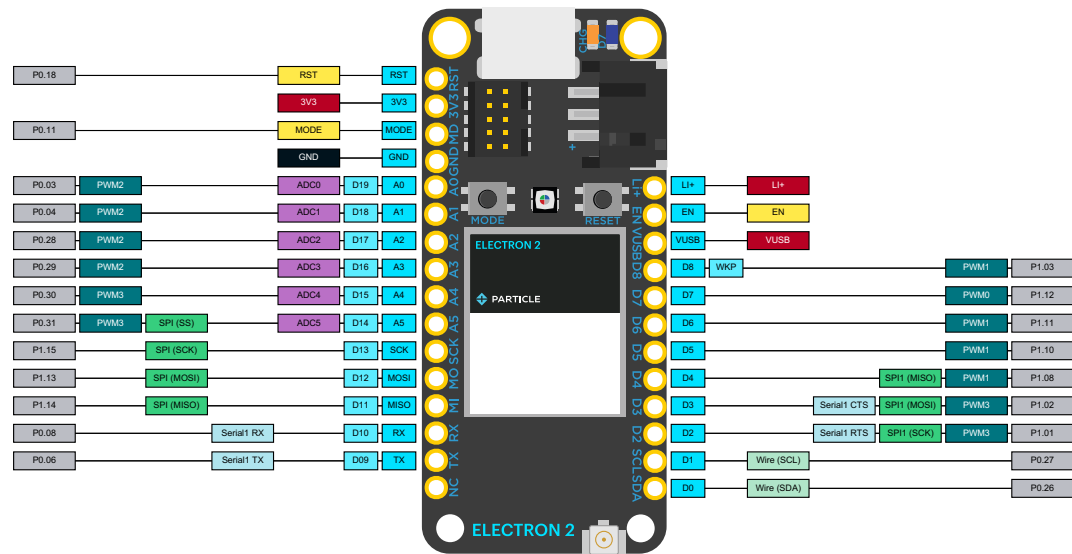 CHG
D7
P0.18 RST RST RST
3V3 3V3 3V3
P0.11 MODE MODE MD
GND GND GND
P0.03 PWM2 ADC0 D19 A0 A0
P0.04 PWM2 ADC1 D18 A1 A1
P0.28 PWM2 ADC2 D17 A2 A2
P0.29 PWM2 ADC3 D16 A3 A3
P0.30 PWM3 ADC4 D15 A4 A4
P0.31 PWM3 SPI (SS) ADC5 D14 A5 A5
P1.15 SPI (SCK) D13 SCK SCK
P1.13 SPI (MOSI) D12 MOSI MO
P1.14 SPI (MISO) D11 MISO MI
P0.08 Serial1 RX D10 RX RX
P0.06 Serial1 TX D09 TX TX
NC
+
MODE
RESET
ELECTRON 2
PARTICLE
LI+ LI+ LI+
EN EN EN
VUSB VUSB VUSB
D8 D8 WKP PWM1 P1.03
D7 D7 PWM0 P1.12
D6 D6 PWM1 P1.11
D5 D5 PWM1 P1.10
D4 D4 SPI1 (MISO) PWM1 P1.08
D3 D3 Serial1 CTS SPI1 (MOSI) PWM3 P1.02
D2 D2 Serial1 RTS SPI1 (SCK) PWM3 P1.01
SCL D1 Wire (SCL) P0.27
SDA D0 Wire (SDA) P0.26
ELECTRON 2